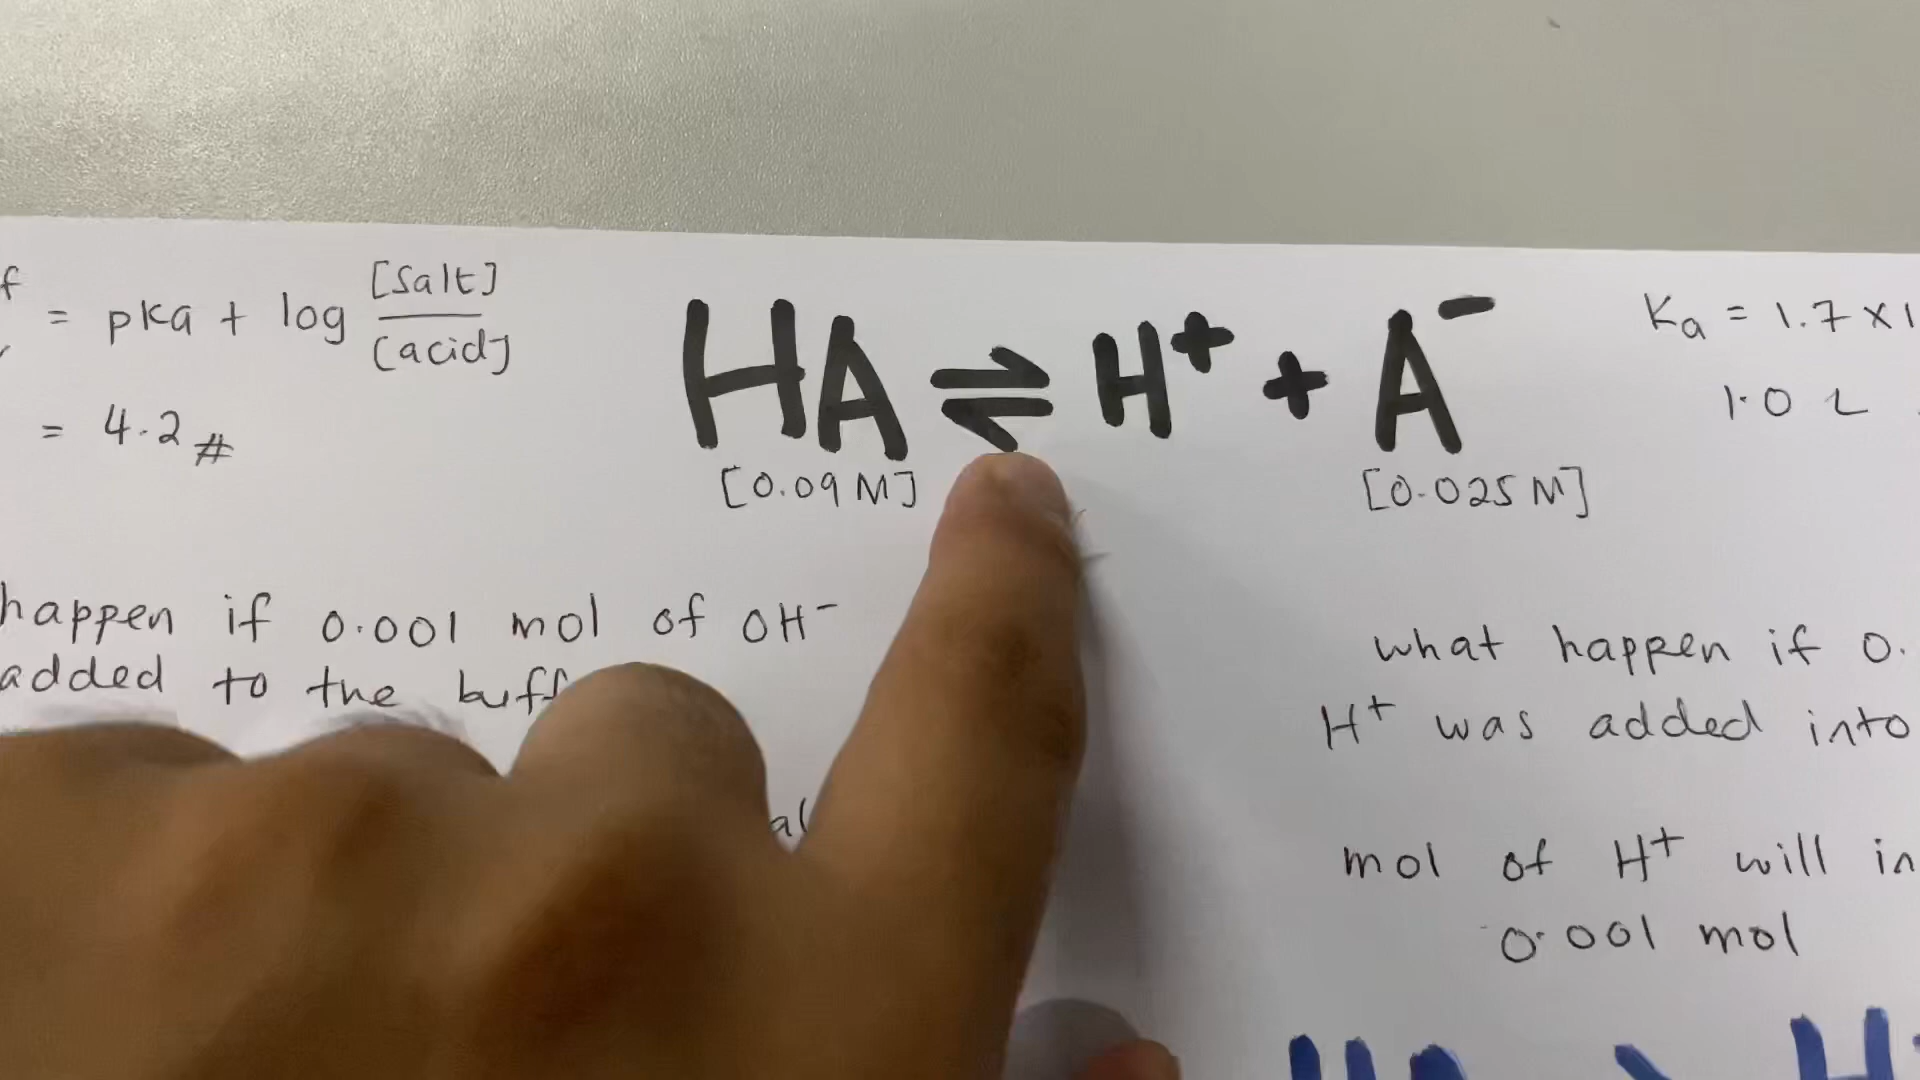 = pKa + log [Salt]
[acid]
= 4.2 #
HA ⇌ H⁺ + A⁻
[0.09 M]
[0.025 M]
Ka = 1.7 x 1
1.0 L
happen if 0.001 mol of OH⁻
added to the buff
what happen if 0.
H⁺ was added into
mol of H⁺ will in
0.001 mol